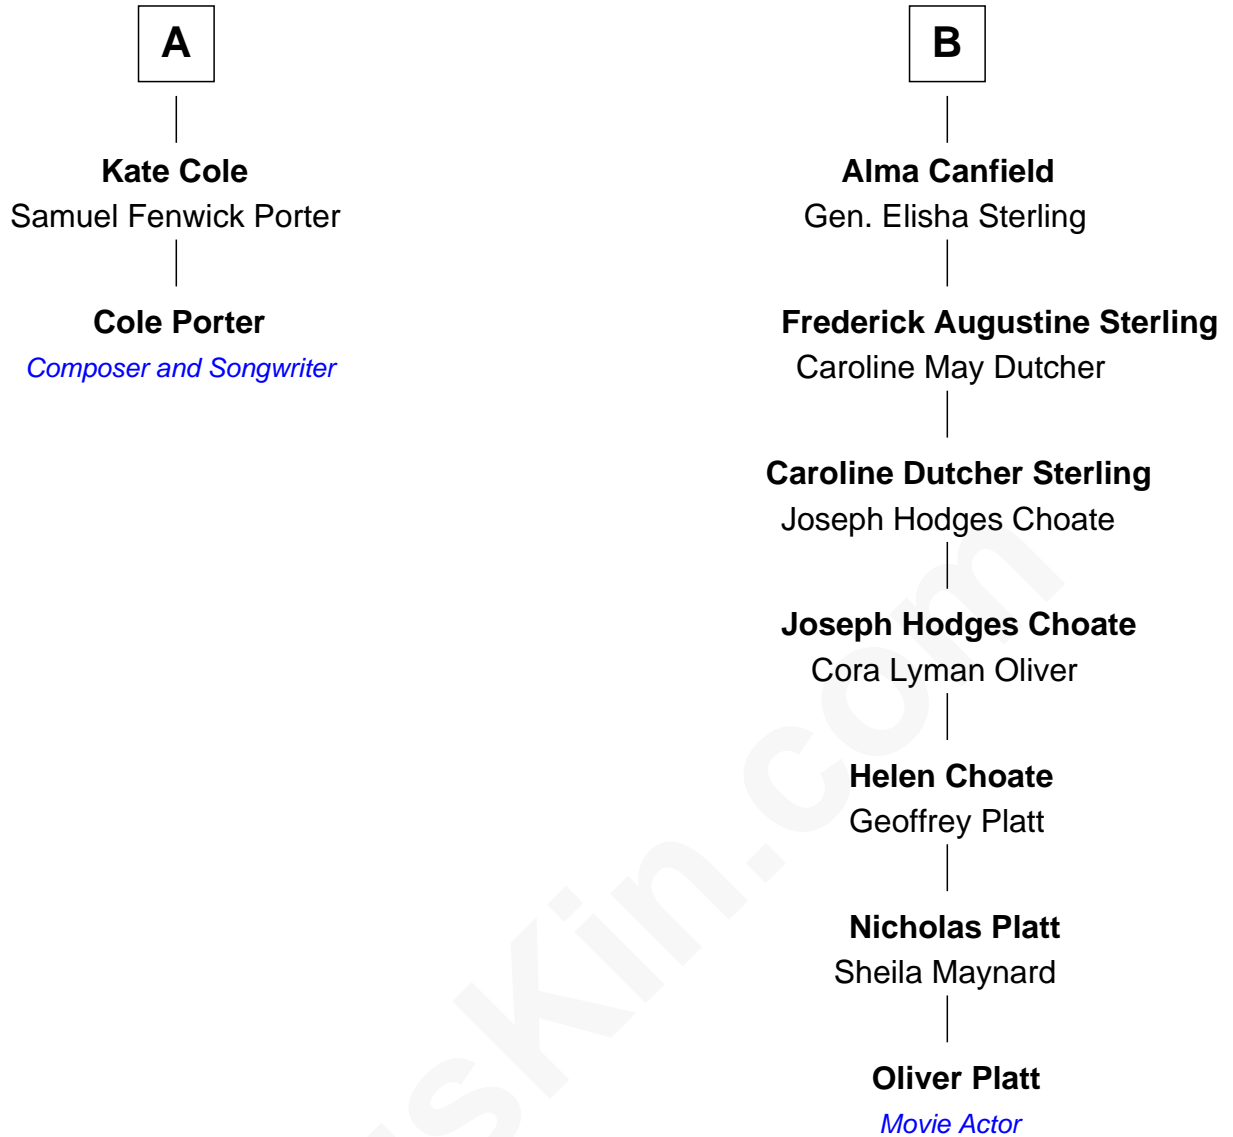 A
Kate Cole
Samuel Fenwick Porter
Cole Porter
Composer and Songwriter
B
Alma Canfield
Gen. Elisha Sterling
Frederick Augustine Sterling
Caroline May Dutcher
Caroline Dutcher Sterling
Joseph Hodges Choate
Joseph Hodges Choate
Cora Lyman Oliver
Helen Choate
Geoffrey Platt
Nicholas Platt
Sheila Maynard
Oliver Platt
Movie Actor
sKin.com